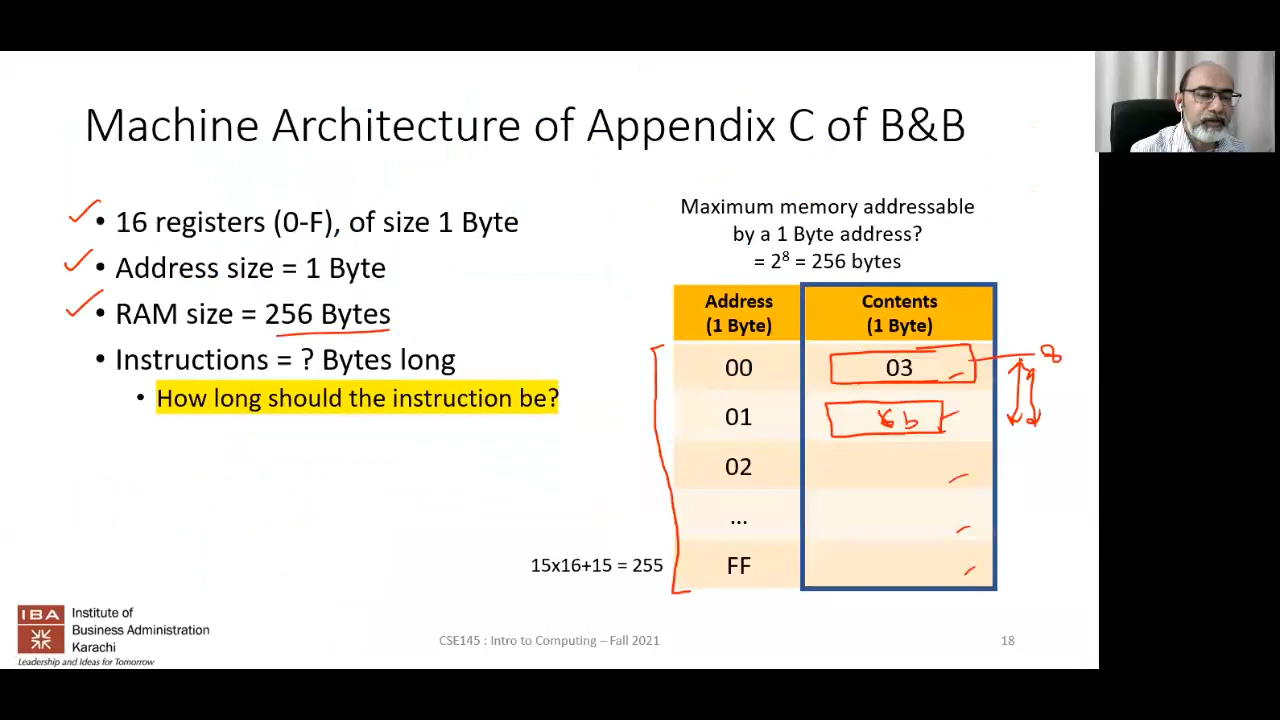 Machine Architecture of Appendix C of B&B
• 16 registers (0-F), of size 1 Byte
• Address size = 1 Byte
• RAM size = 256 Bytes
• Instructions = ? Bytes long
• How long should the instruction be?
Maximum memory addressable
by a 1 Byte address?
= 2⁸ = 256 bytes
Address
(1 Byte)
Contents
(1 Byte)
00
03
8
01
b
02
...
FF
15x16+15 = 255
IBA
Institute of
Business Administration
Karachi
Leadership and Ideas for Tomorrow
CSE145 : Intro to Computing – Fall 2021
18